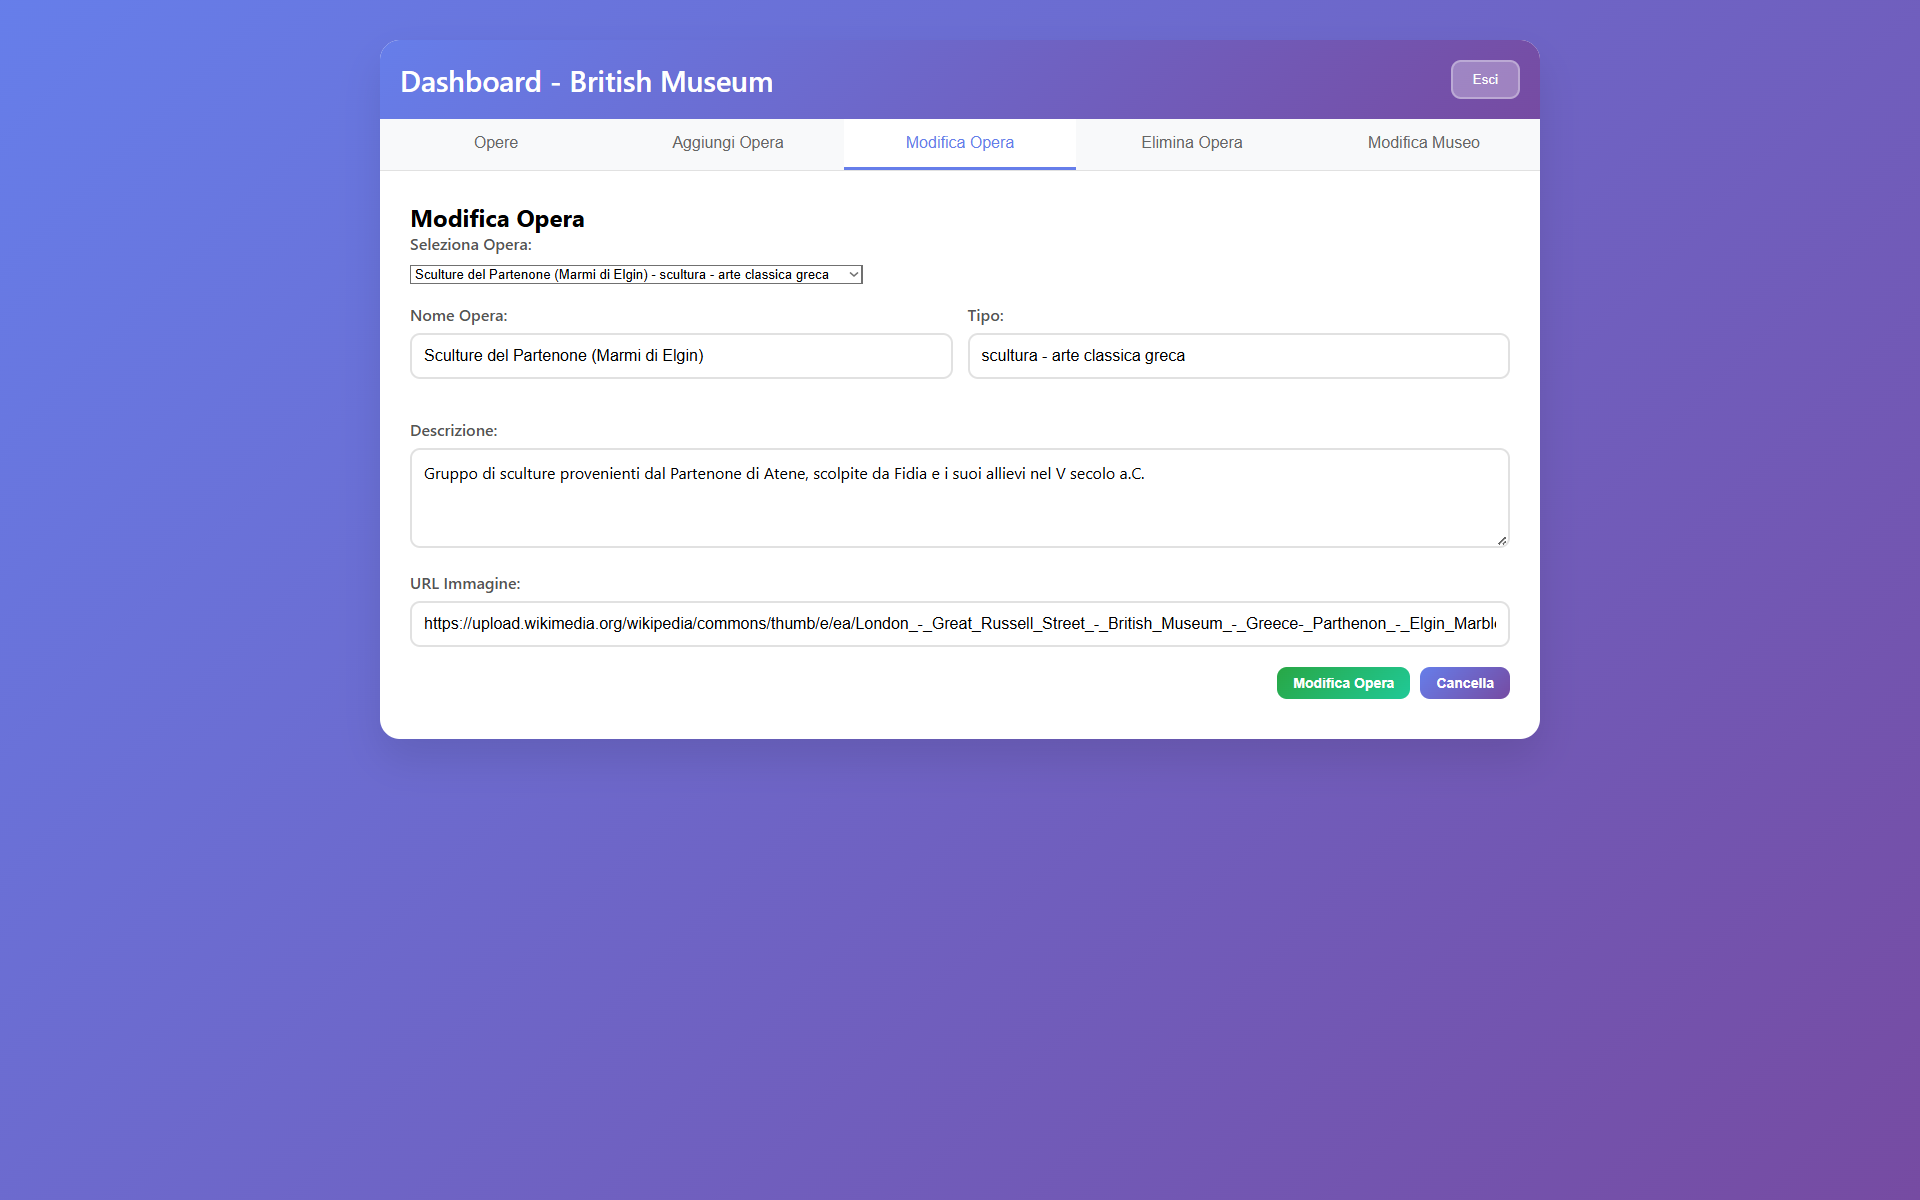 Dashboard - British Museum
Esci
Opere
Aggiungi Opera
Modifica Opera
Elimina Opera
Modifica Museo
Modifica Opera
Seleziona Opera:
Sculture del Partenone (Marmi di Elgin) - scultura - arte classica greca
Nome Opera:
Tipo:
Sculture del Partenone (Marmi di Elgin)
scultura - arte classica greca
Descrizione:
Gruppo di sculture provenienti dal Partenone di Atene, scolpite da Fidia e i suoi allievi nel V secolo a.C.
URL Immagine:
https://upload.wikimedia.org/wikipedia/commons/thumb/e/ea/London_-_Great_Russell_Street_-_British_Museum_-_Greece-_Parthenon_-_Elgin_Marbl
Modifica Opera
Cancella